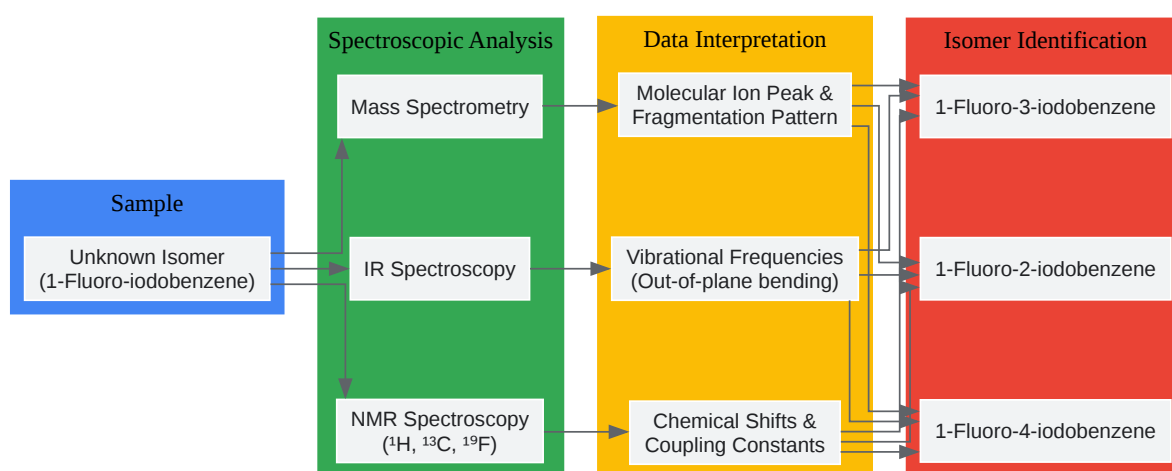 Sample
Unknown Isomer
(1-Fluoro-iodobenzene)
Spectroscopic Analysis
Mass Spectrometry
IR Spectroscopy
NMR Spectroscopy
(¹H, ¹³C, ¹⁹F)
Data Interpretation
Molecular Ion Peak &
Fragmentation Pattern
Vibrational Frequencies
(Out-of-plane bending)
Chemical Shifts &
Coupling Constants
Isomer Identification
1-Fluoro-3-iodobenzene
1-Fluoro-2-iodobenzene
1-Fluoro-4-iodobenzene